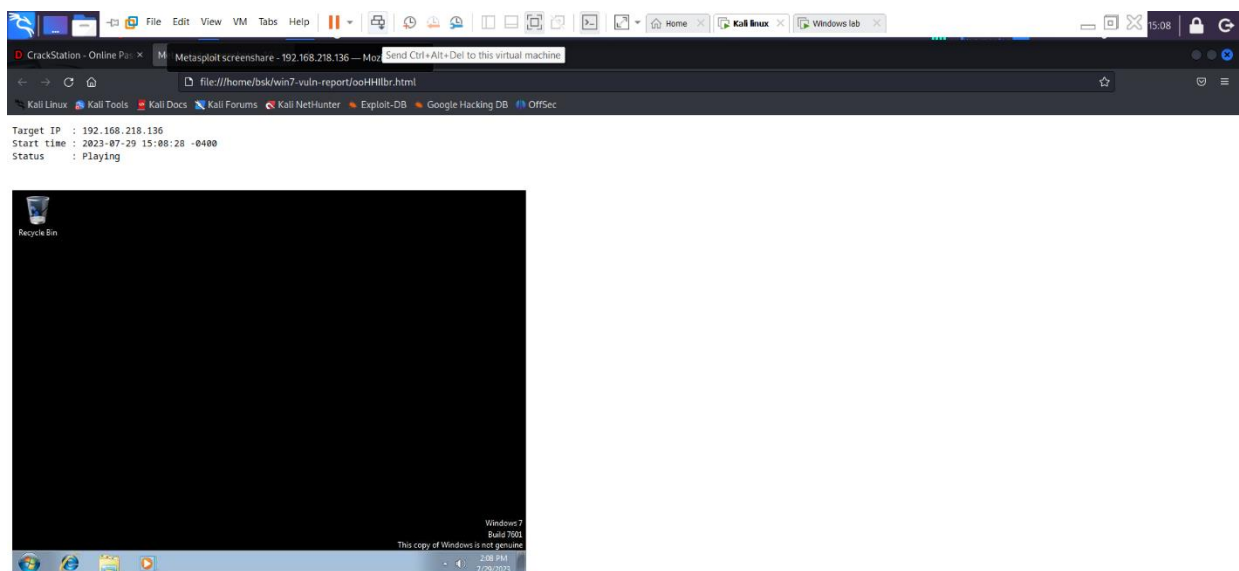 File Edit View VM Tabs Help Home Kali linux Windows lab 15:08
CrackStation - Online Pas Metasploit screenshare - 192.168.218.136 — Moz Send Ctrl+Alt+Del to this virtual machine
file:///home/bsk/win7-vuln-report/ooHHIlbr.html
Kali Linux Kali Tools Kali Docs Kali Forums Kali NetHunter Exploit-DB Google Hacking DB OffSec
Target IP : 192.168.218.136
Start time : 2023-07-29 15:08:28 -0400
Status : Playing
Recycle Bin
Windows 7
Build 7601
This copy of Windows is not genuine
2:08 PM
7/29/2023